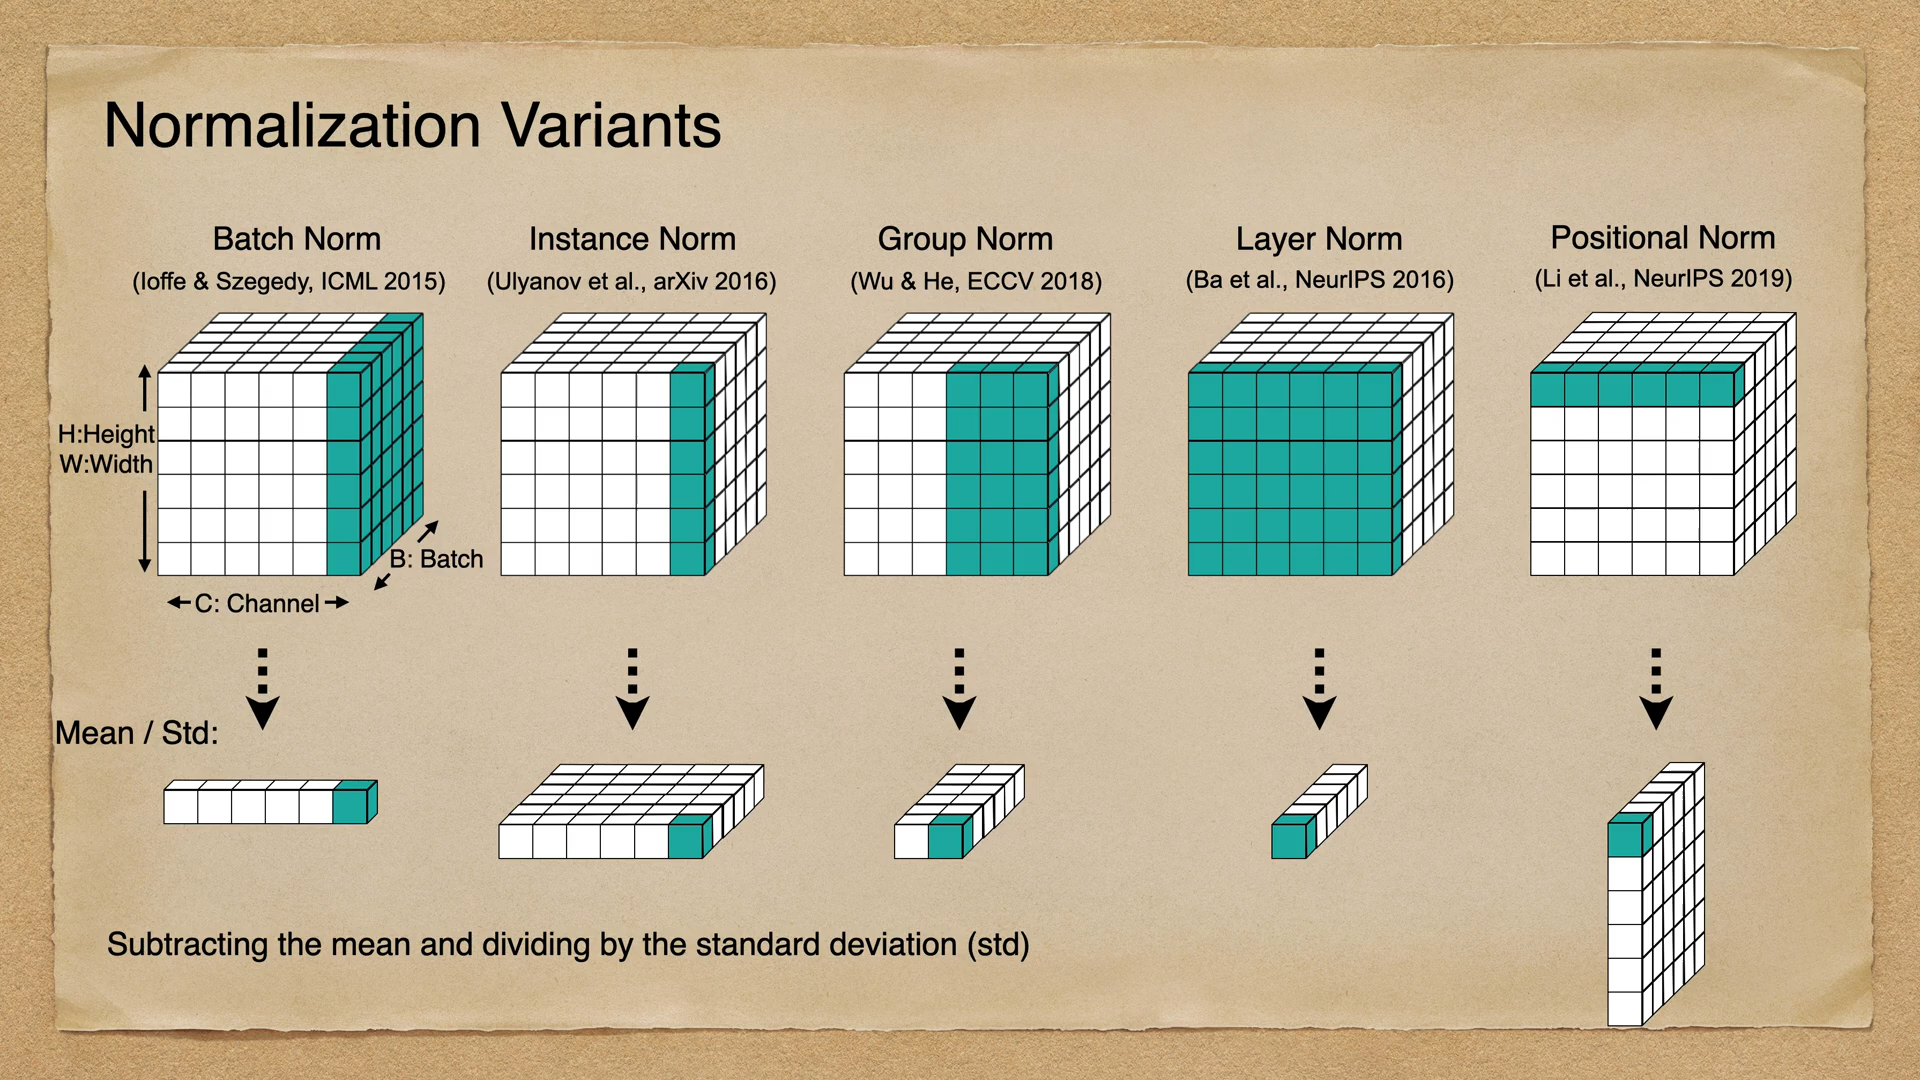 Normalization Variants
Batch Norm
(Ioffe & Szegedy, ICML 2015)
Instance Norm
(Ulyanov et al., arXiv 2016)
Group Norm
(Wu & He, ECCV 2018)
Layer Norm
(Ba et al., NeurIPS 2016)
Positional Norm
(Li et al., NeurIPS 2019)
H:Height
W:Width
B: Batch
C: Channel
Mean / Std:
Subtracting the mean and dividing by the standard deviation (std)